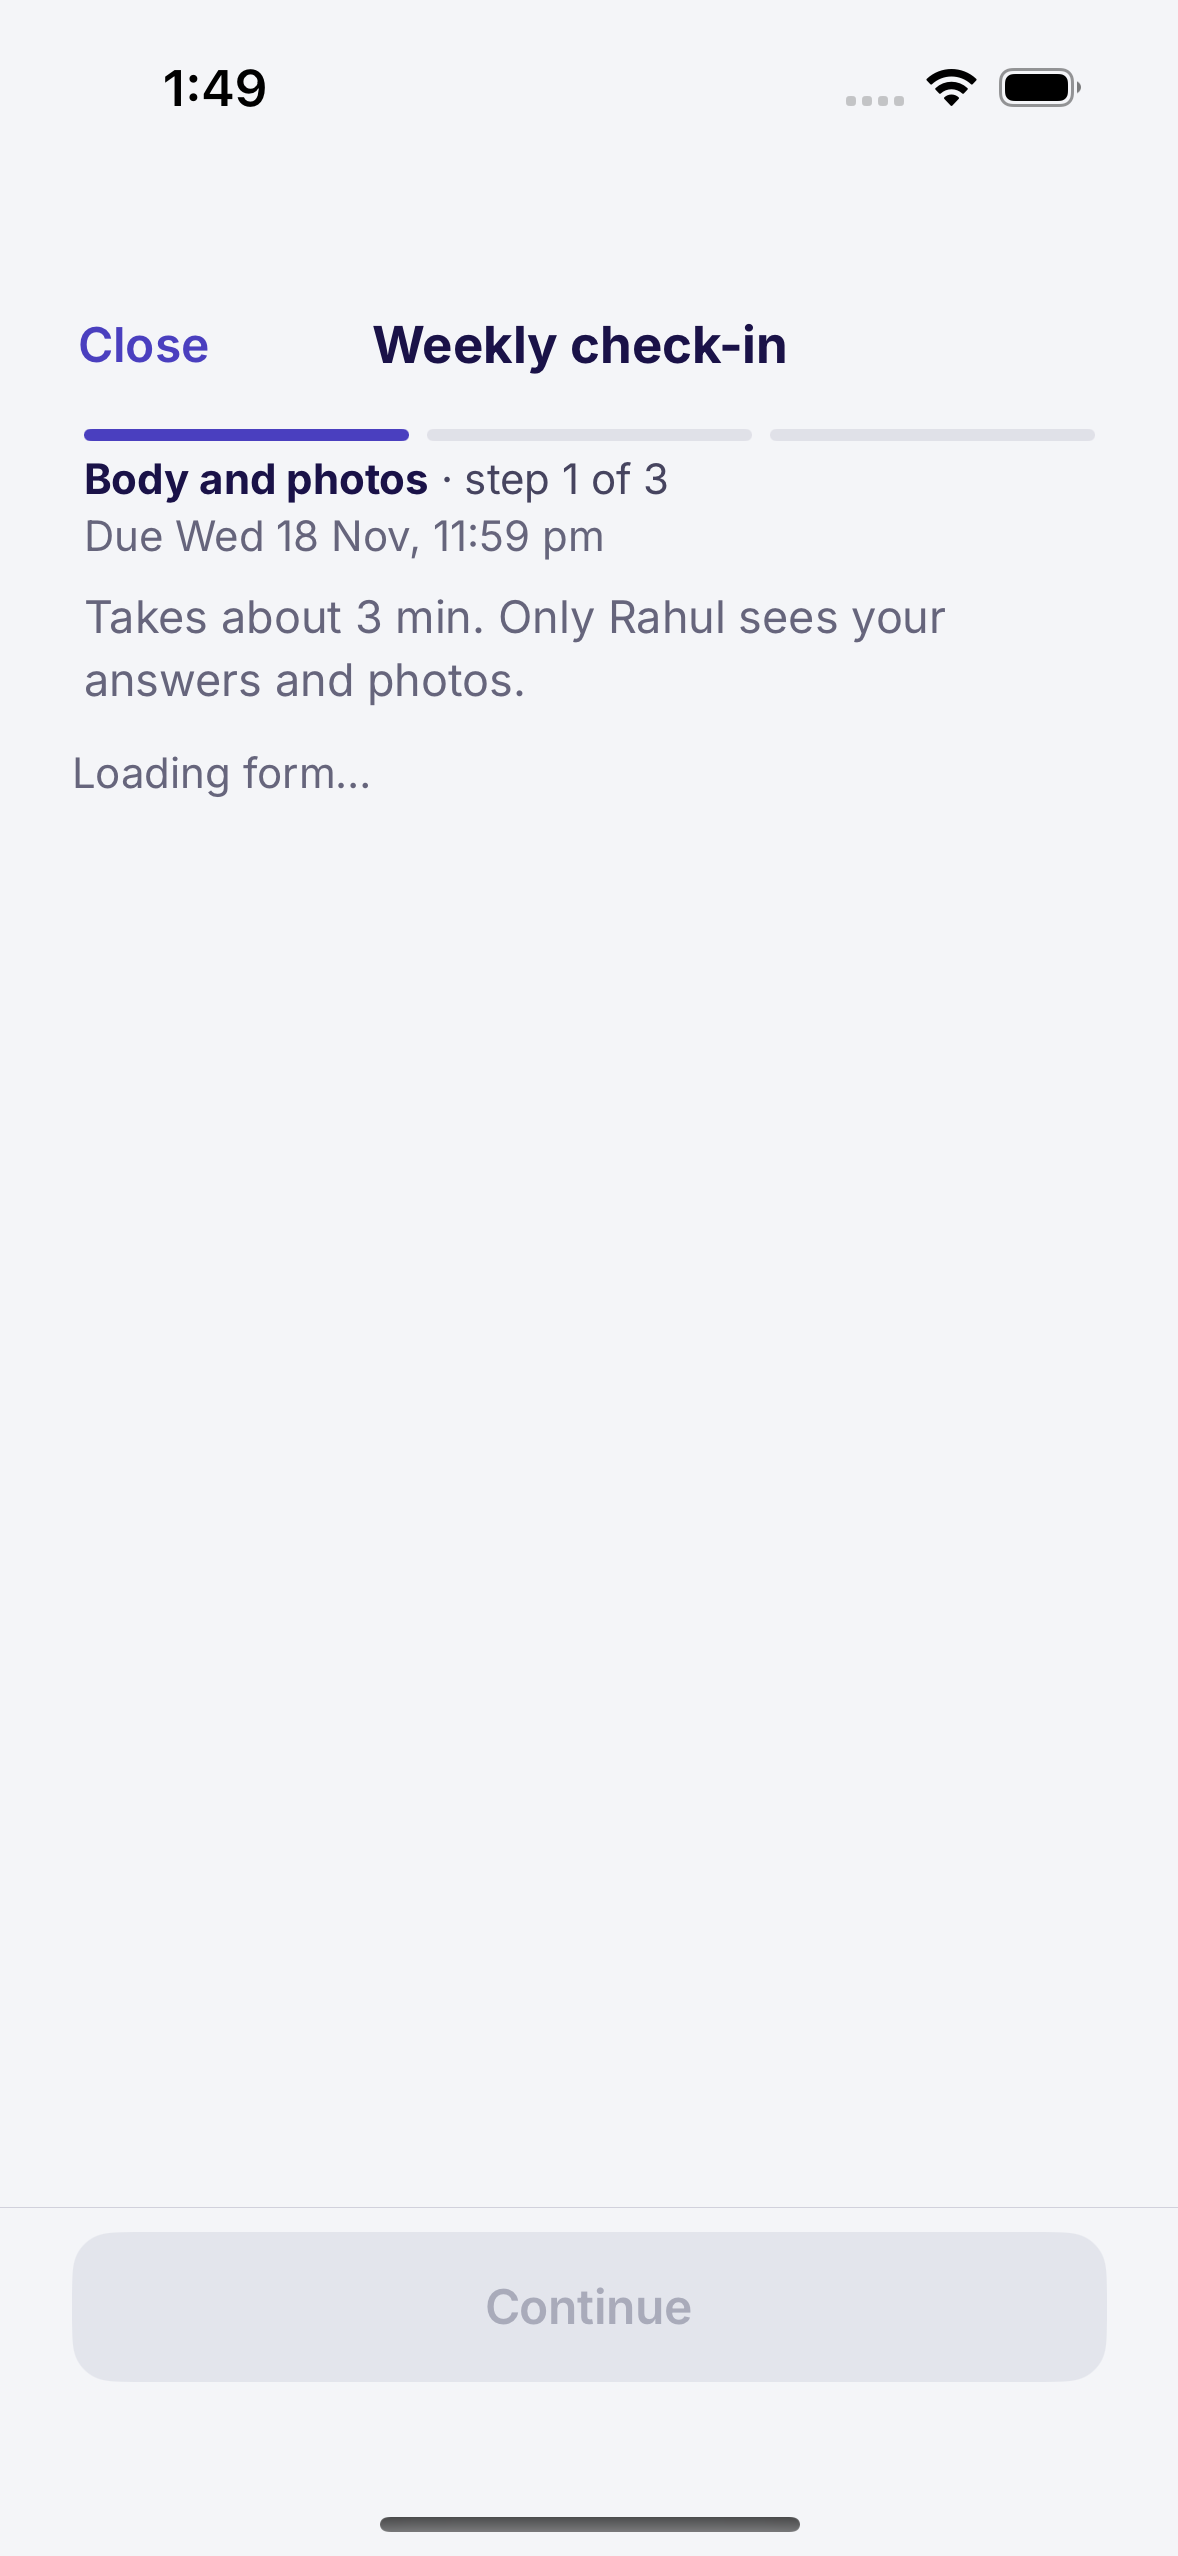 1:49
Close
Weekly check-in
Body and photos · step 1 of 3
Due Wed 18 Nov, 11:59 pm
Takes about 3 min. Only Rahul sees your
answers and photos.
Loading form...
Continue